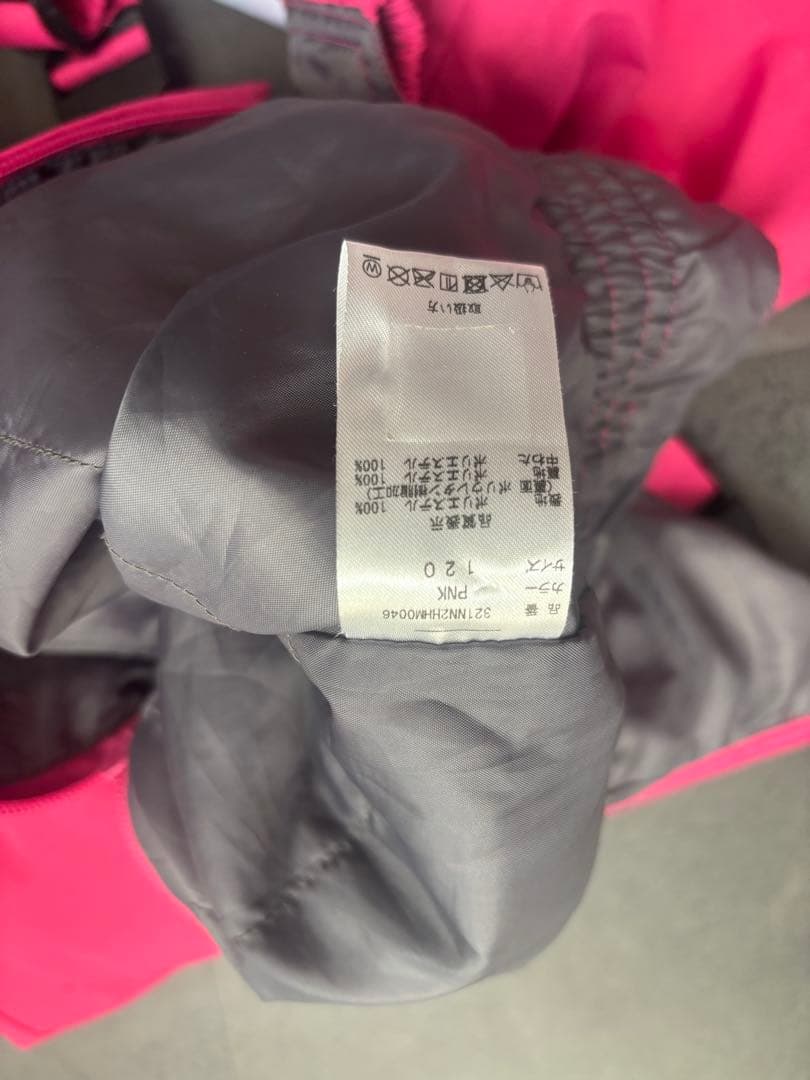 品番 321NN2HHM0046
カラー PNK
サイズ 120
品質表示
表地 ポリエステル 100%
(裏面 ポリウレタン樹脂加工)
裏地 ポリエステル 100%
中わた ポリエステル 100%
取扱い方
W